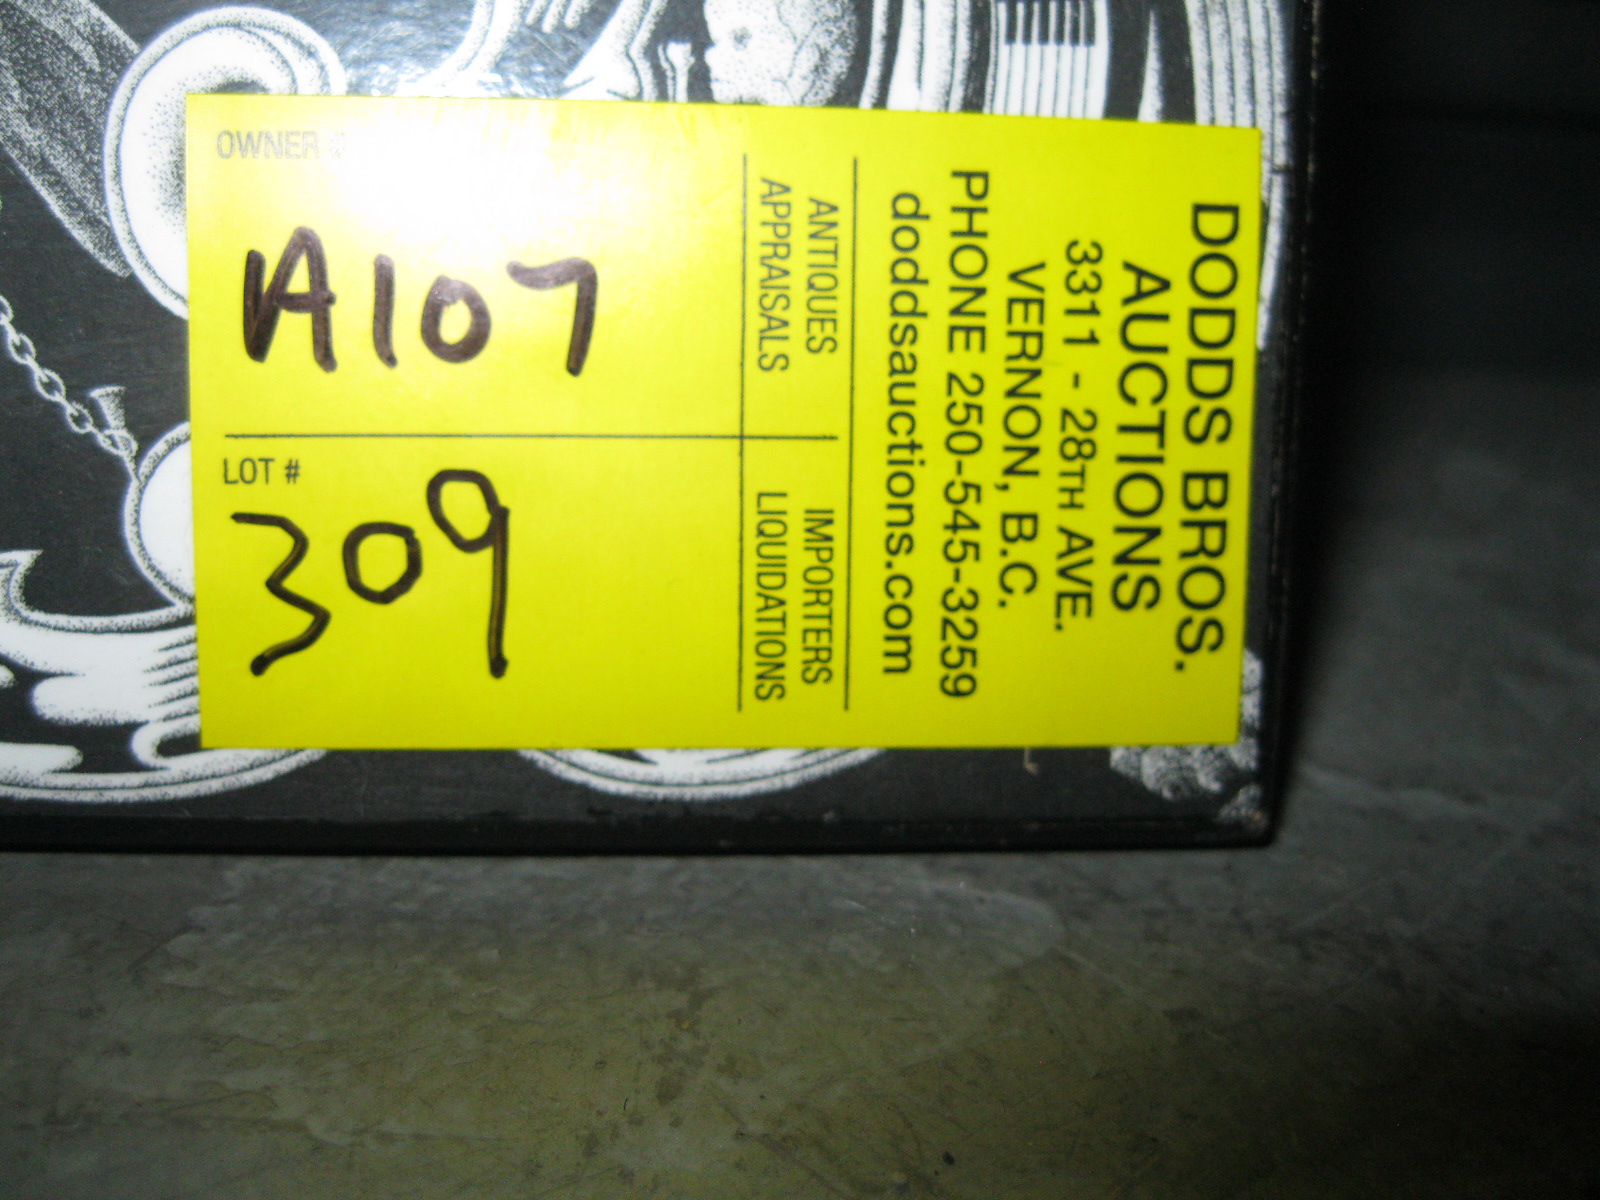 DODDS BROS.
AUCTIONS
3311 - 28TH AVE.
VERNON, B.C.
PHONE 250-545-3259
doddsauctions.com
ANTIQUES
APPRAISALS
IMPORTERS
LIQUIDATIONS
OWNER #
A107
LOT #
309